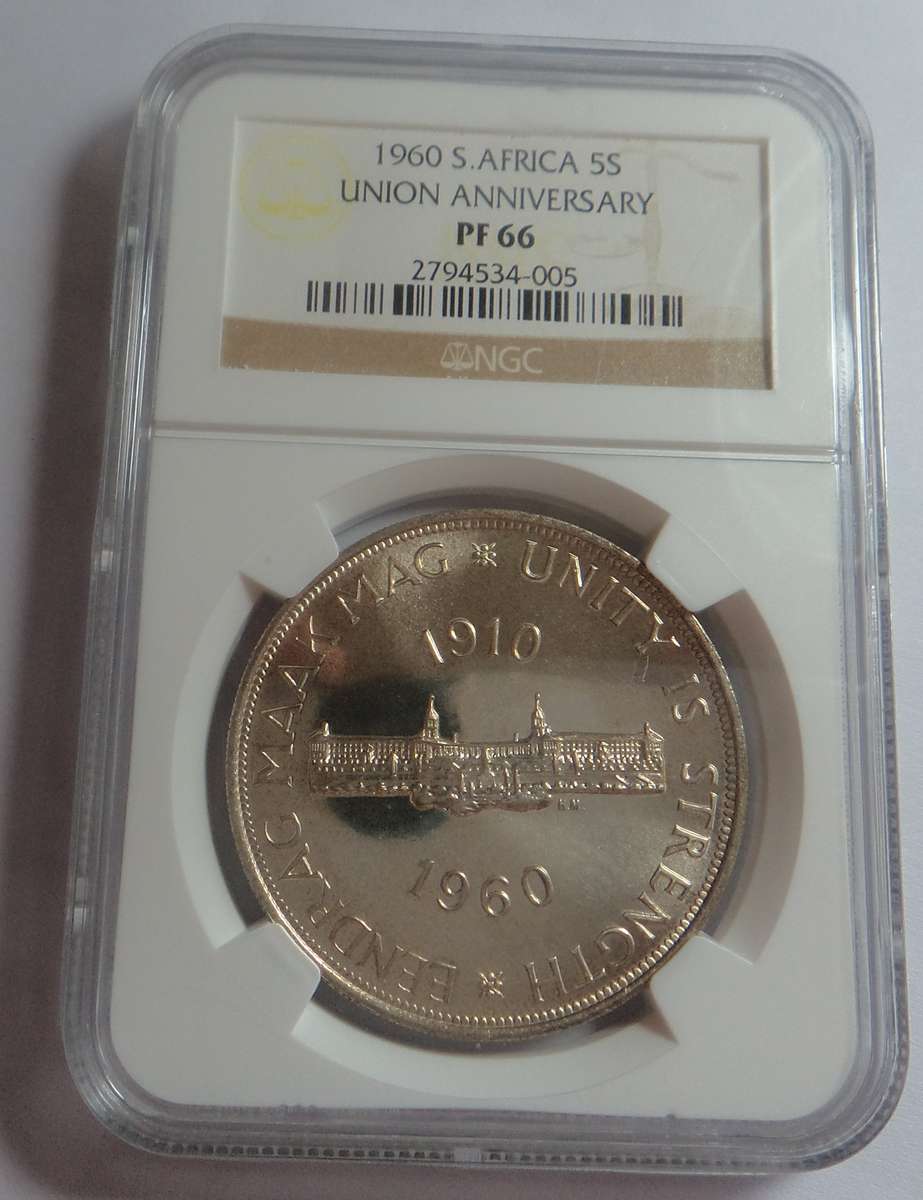 1960 S.AFRICA 5S
UNION ANNIVERSARY
PF 66
2794534-005
NGC
EENDRAG MAAK MAG * UNITY IS STRENGTH *
1910
1960